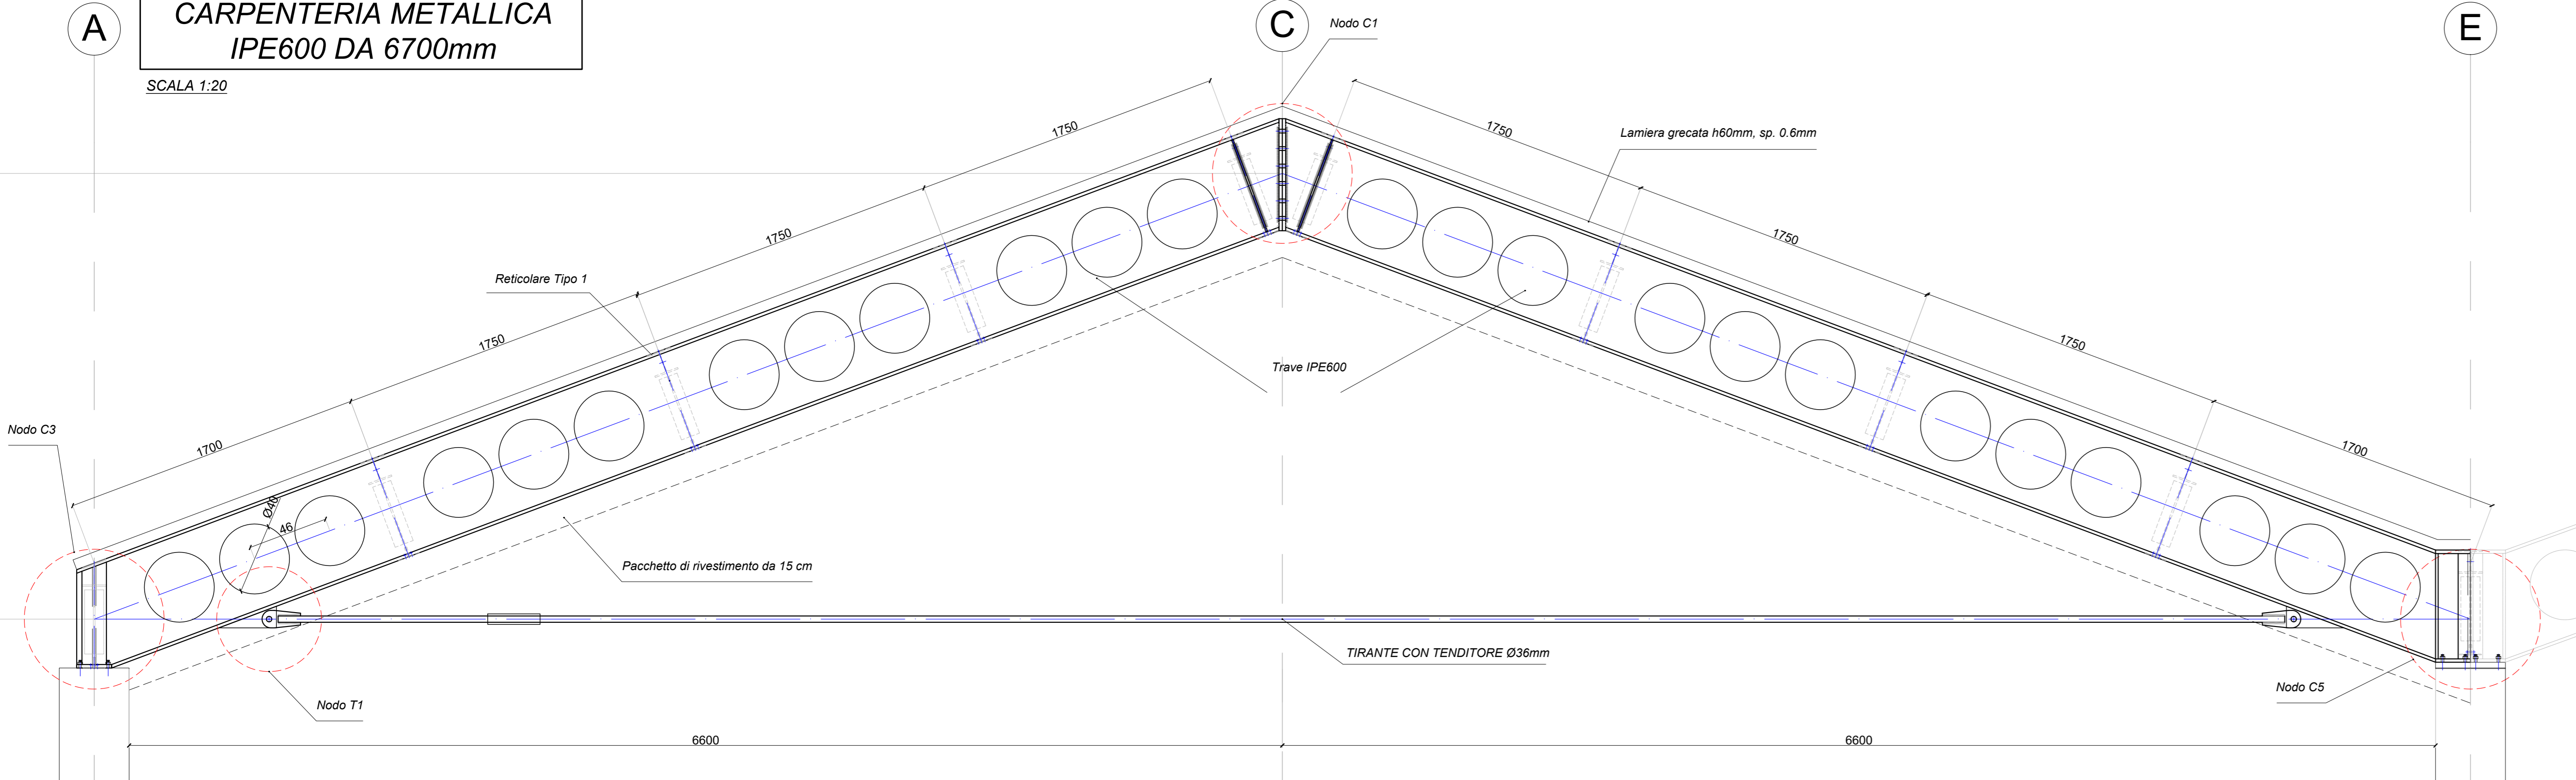 A
CARPENTERIA METALLICA
IPE600 DA 6700mm
SCALA 1:20
C
Nodo C1
E
1750
1750
Lamiera grecata h60mm, sp. 0.6mm
1750
1750
Reticolare Tipo 1
1750
1750
Trave IPE600
Nodo C3
1700
1700
Ø40
46
Pacchetto di rivestimento da 15 cm
TIRANTE CON TENDITORE Ø36mm
Nodo T1
Nodo C5
6600
6600